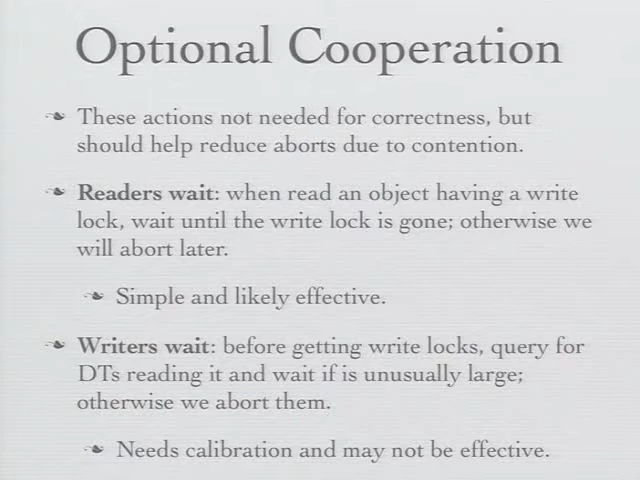 Optional Cooperation
These actions not needed for correctness, but
should help reduce aborts due to contention.
Readers wait: when read an object having a write
lock, wait until the write lock is gone; otherwise we
will abort later.
Simple and likely effective.
Writers wait: before getting write locks, query for
DTs reading it and wait if is unusually large;
otherwise we abort them.
Needs calibration and may not be effective.